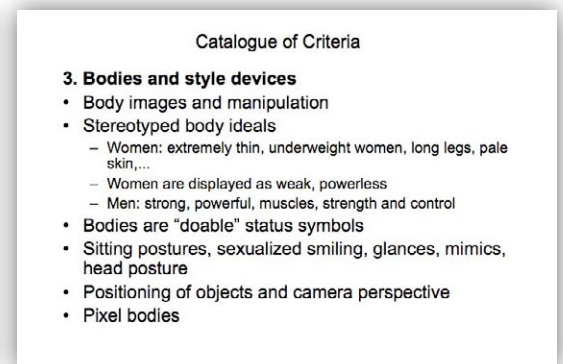 Catalogue of Criteria
3. Bodies and style devices
• Body images and manipulation
• Stereotyped body ideals
– Women: extremely thin, underweight women, long legs, pale
skin,...
– Women are displayed as weak, powerless
– Men: strong, powerful, muscles, strength and control
• Bodies are “doable” status symbols
• Sitting postures, sexualized smiling, glances, mimics,
head posture
• Positioning of objects and camera perspective
• Pixel bodies